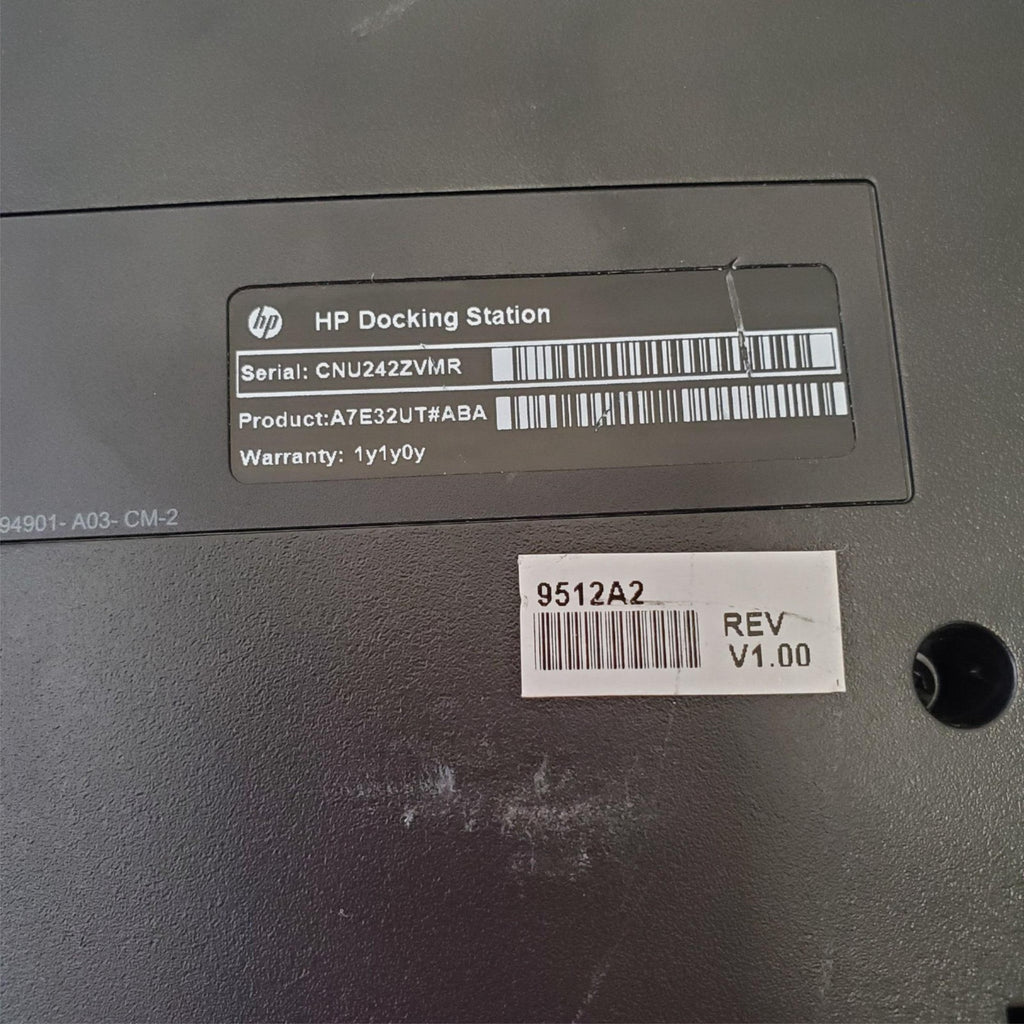 hp HP Docking Station
Serial: CNU242ZVMR
Product:A7E32UT#ABA
Warranty: 1y1y0y
94901- A03- CM-2
9512A2
REV
V1.00